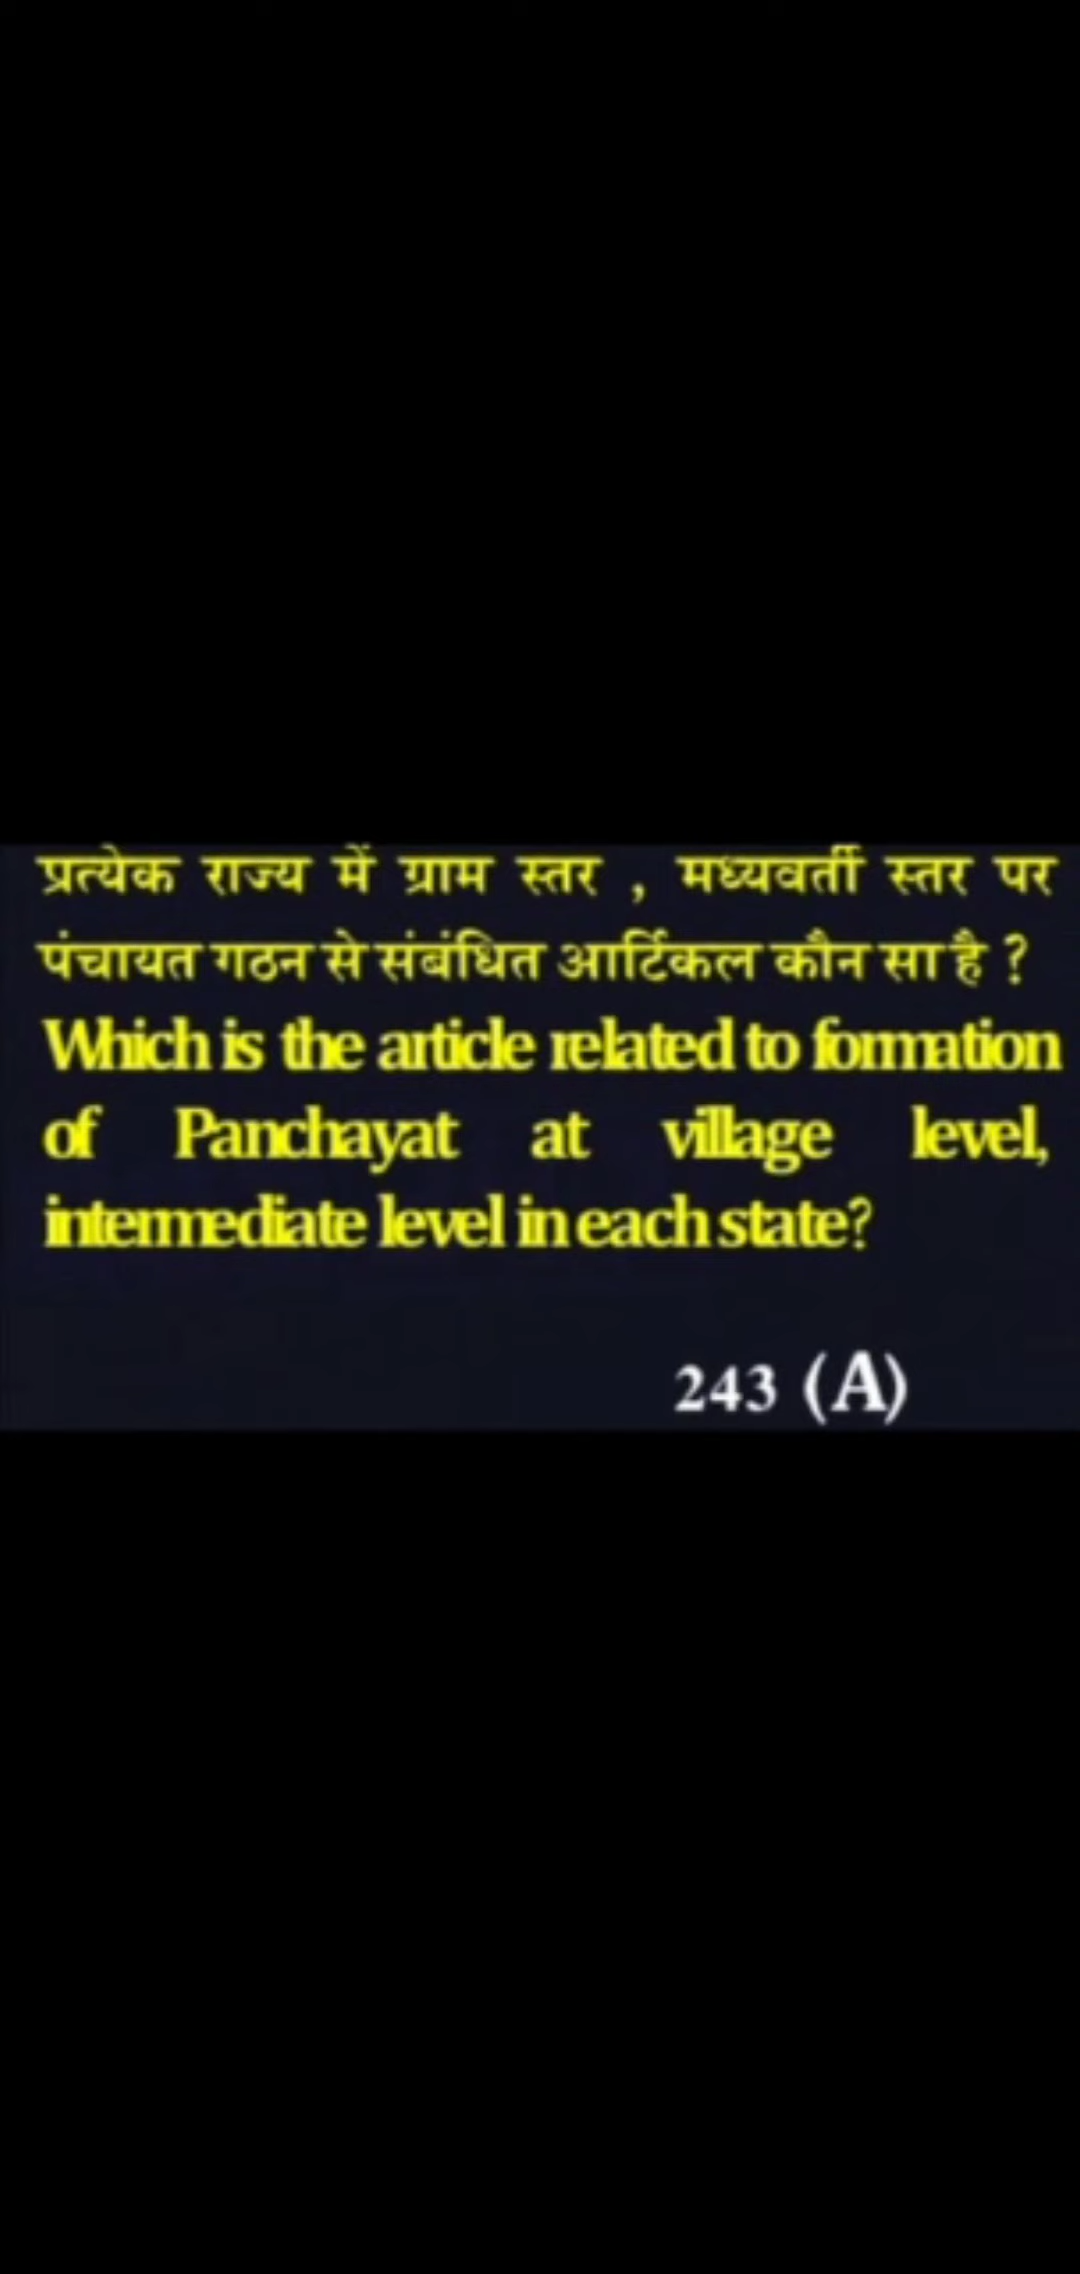 प्रत्येक राज्य में ग्राम स्तर , मध्यवर्ती स्तर पर
पंचायत गठन से संबंधित आर्टिकल कौन सा है ?
Which is the article related to formation
of Panchayat at village level,
intermediate level in each state?
243 (A)